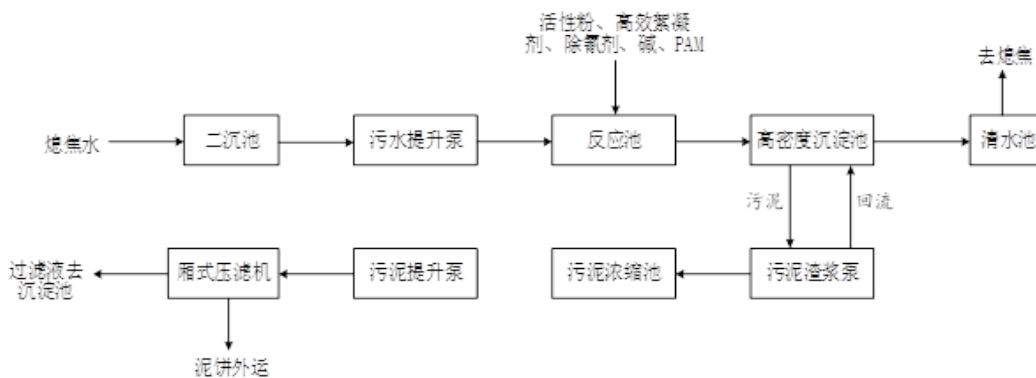 活性粉、高效絮凝
剂、除氰剂、碱、PAM
去熄焦
熄焦水
二沉池
污水提升泵
反应池
高密度沉淀池
清水池
污泥
回流
过滤液去
沉淀池
厢式压滤机
污泥提升泵
污泥浓缩池
污泥渣浆泵
泥饼外运